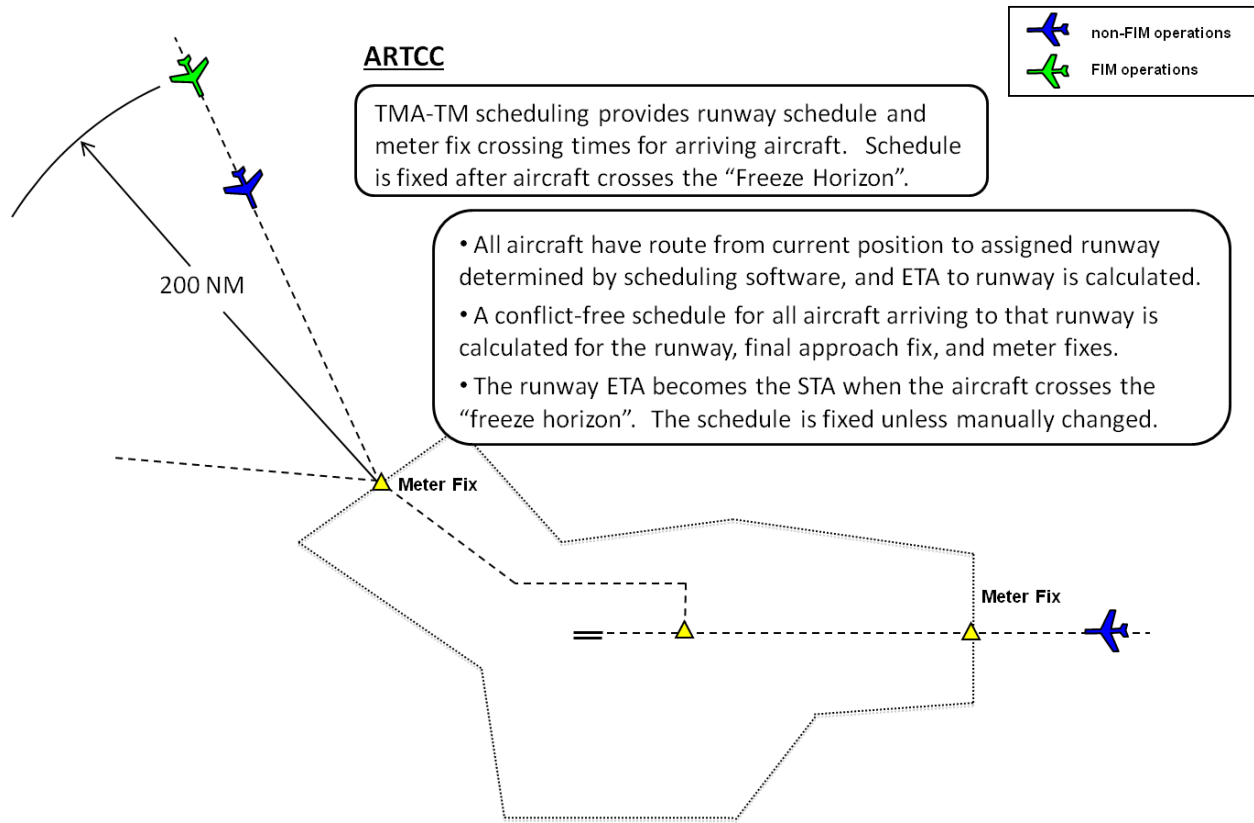 non-FIM operations
FIM operations
ARTCC
TMA-TM scheduling provides runway schedule and
meter fix crossing times for arriving aircraft.  Schedule
is fixed after aircraft crosses the “Freeze Horizon”.
• All aircraft have route from current position to assigned runway
determined by scheduling software, and ETA to runway is calculated.
• A conflict-free schedule for all aircraft arriving to that runway is
calculated for the runway, final approach fix, and meter fixes.
• The runway ETA becomes the STA when the aircraft crosses the
“freeze horizon”.  The schedule is fixed unless manually changed.
200 NM
Meter Fix
Meter Fix